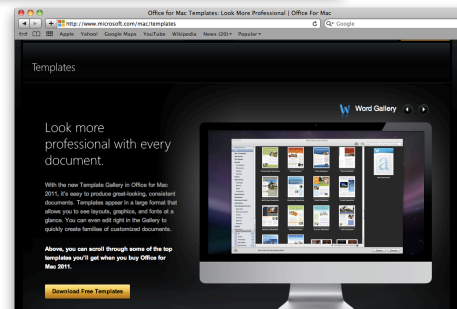 Office for Mac Templates: Look More Professional | Office For Mac
http://www.microsoft.com/mac/templates
Google
Apple Yahoo! Google Maps YouTube Wikipedia News (20) Popular
Templates
Word Gallery
Look more
professional with every
document.
With the new Template Gallery in Office for Mac
2011, it's easy to produce great-looking, consistent
documents. Templates appear in a large format that
allows you to see layouts, graphics, and fonts at a
glance. You can even edit right in the Gallery to
quickly create families of customized documents.
Above, you can scroll through some of the top
templates you'll get when you buy Office for
Mac 2011.
Download Free Templates